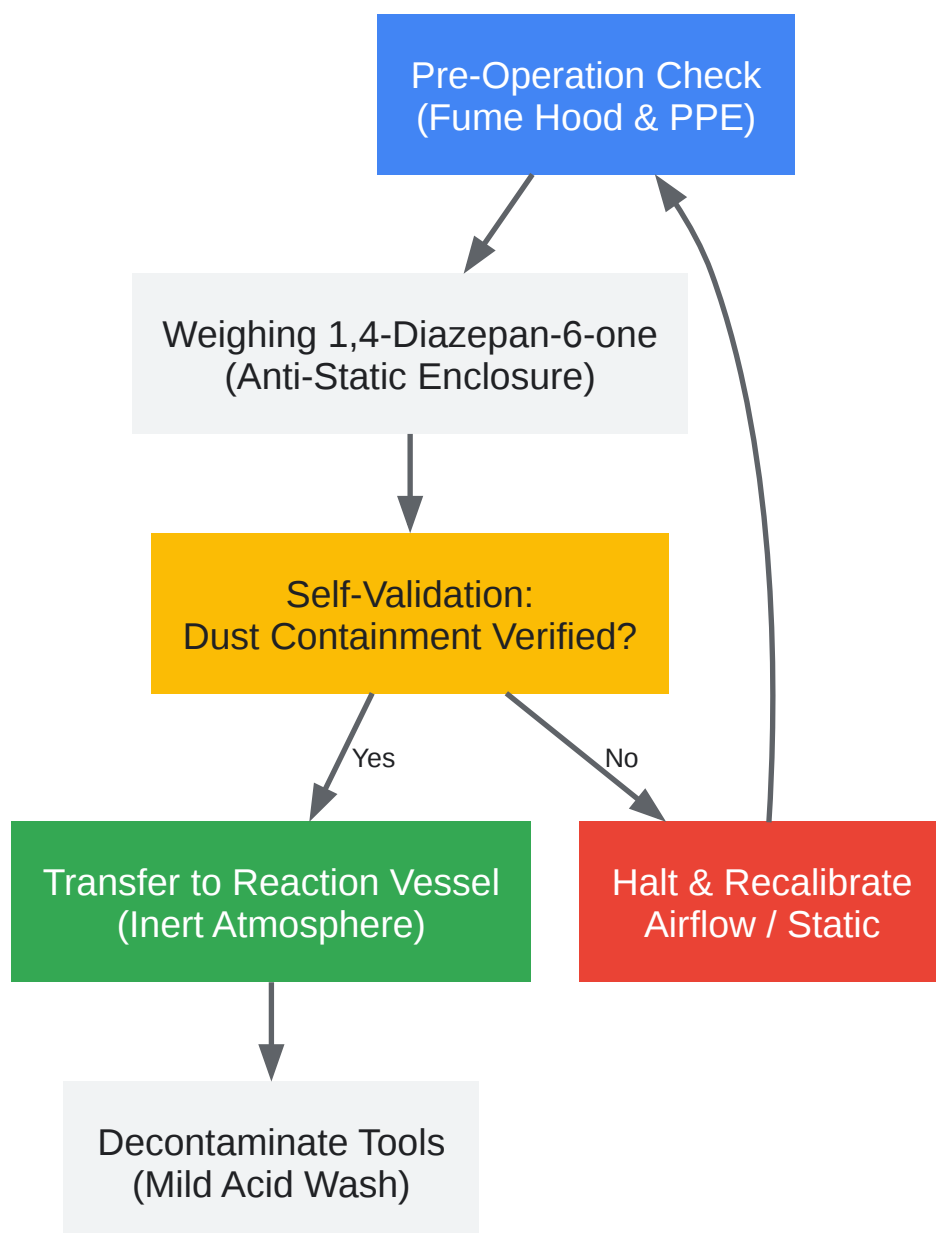 Pre-Operation Check
(Fume Hood & PPE)
Weighing 1,4-Diazepan-6-one
(Anti-Static Enclosure)
Self-Validation:
Dust Containment Verified?
Yes
No
Transfer to Reaction Vessel
(Inert Atmosphere)
Halt & Recalibrate
Airflow / Static
Decontaminate Tools
(Mild Acid Wash)